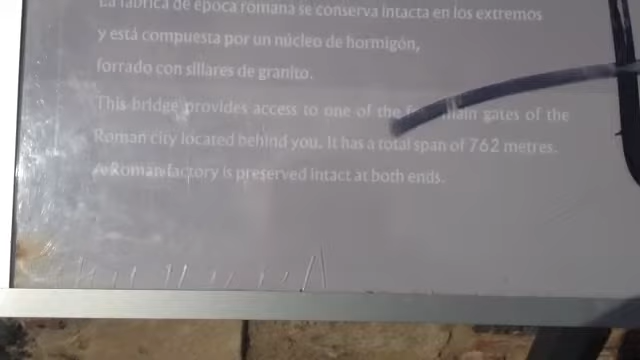 La fábrica de época romana se conserva intacta en los extremos
y está compuesta por un núcleo de hormigón,
forrado con sillares de granito.
This bridge provides access to one of the main gates of the
Roman city located behind you. It has a total span of 762 metres.
A Roman factory is preserved intact at both ends.